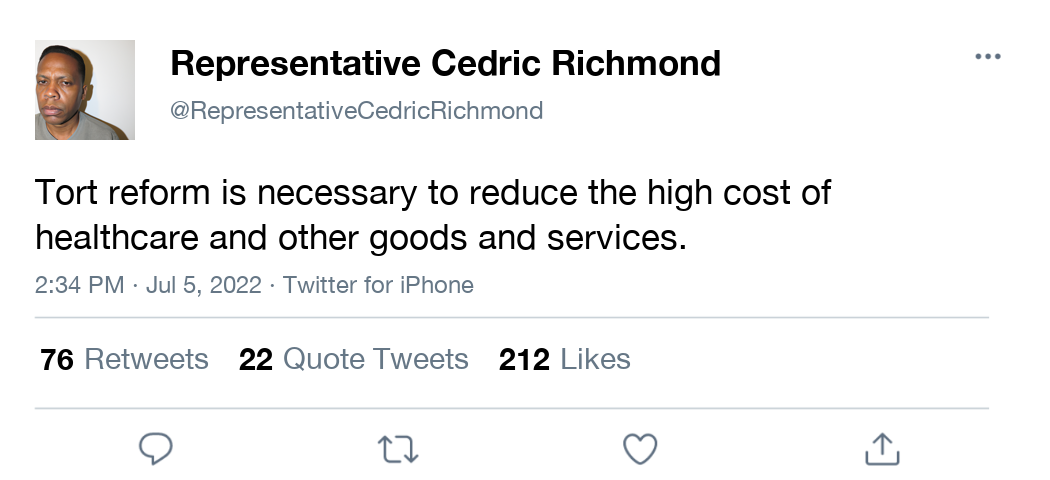 Representative Cedric Richmond
@RepresentativeCedricRichmond
Tort reform is necessary to reduce the high cost of
healthcare and other goods and services.
2:34 PM · Jul 5, 2022 · Twitter for iPhone
76 Retweets 22 Quote Tweets 212 Likes